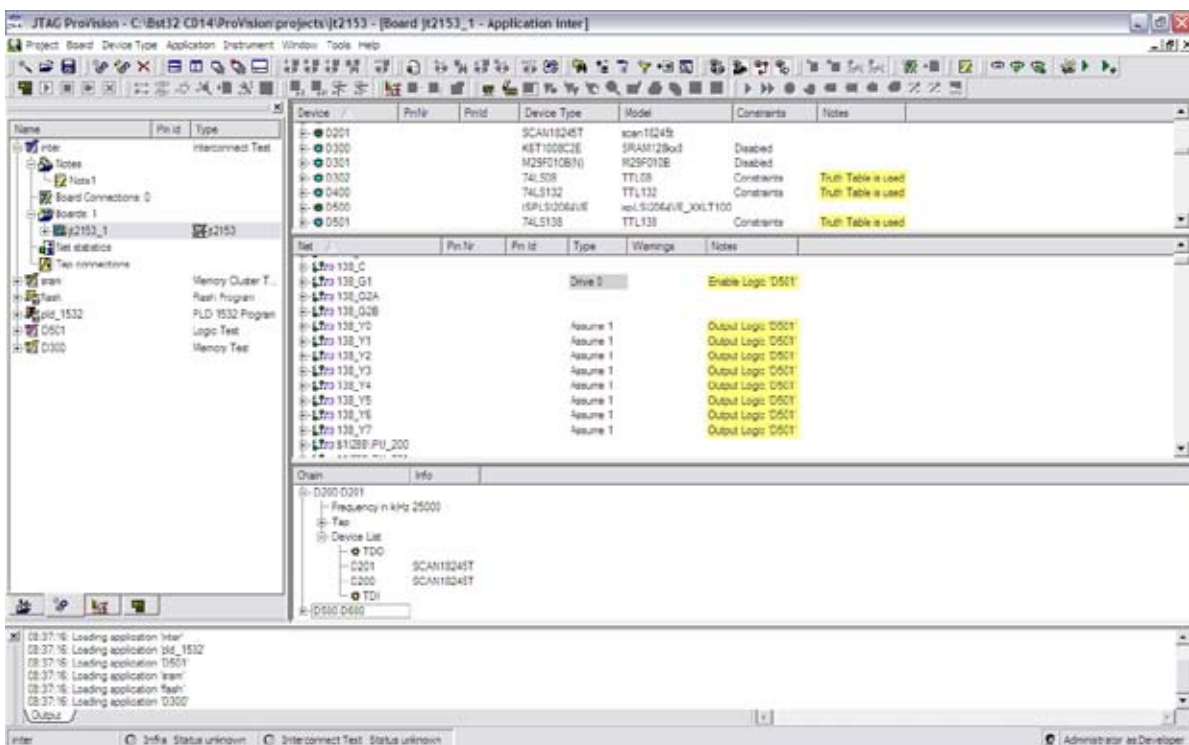 JTAG ProVision - C:\Bst32 C014\ProVision\projects\jt2153 - [Board jt2153_1 - Application inter]
Project Board Device Type Application Instrument Window Tools Help
Name Pin id Type
inter Interconnect Test
Notes
Note1
Board Connections: 0
Boards: 1
jt2153_1 jt2153
Net statistics
Tap connections
sram Memory Cluster T...
flash Flash Program
pld_1532 PLD 1532 Program
D501 Logic Test
D300 Memory Test
Device PinNr PinId Device Type Model Constraints Notes
D201 SCAN18245T scan18245t
D300 K6T1008C2E SRAM128kx8 Disabled
D301 M29F010B(N) M29F010B Disabled
D302 74LS08 TTL08 Constraints Truth Table is used
D400 74LS132 TTL132 Constraints Truth Table is used
D500 ISPLSI2064VE ispLSI2064VE_XXLT100
D501 74LS138 TTL138 Constraints Truth Table is used
Net Pin Nr Pin Id Type Warnings Notes
138_C
138_G1 Drive 0 Enable Logic 'D501'
138_G2A
138_G2B
138_Y0 Assume 1 Output Logic 'D501'
138_Y1 Assume 1 Output Logic 'D501'
138_Y2 Assume 1 Output Logic 'D501'
138_Y3 Assume 1 Output Logic 'D501'
138_Y4 Assume 1 Output Logic 'D501'
138_Y5 Assume 1 Output Logic 'D501'
138_Y6 Assume 1 Output Logic 'D501'
138_Y7 Assume 1 Output Logic 'D501'
Chain Info
D200 D201
Frequency in kHz 25000
Tap
Device List
TDO
D201 SCAN18245T
D200 SCAN18245T
TDI
D500 D600
08:37:16: Loading application 'inter'
08:37:16: Loading application 'pld_1532'
08:37:16: Loading application 'D501'
08:37:16: Loading application 'sram'
08:37:16: Loading application 'flash'
08:37:16: Loading application 'D300'
Output
inter Infra Status unknown Interconnect Test Status unknown Administrator as Developer